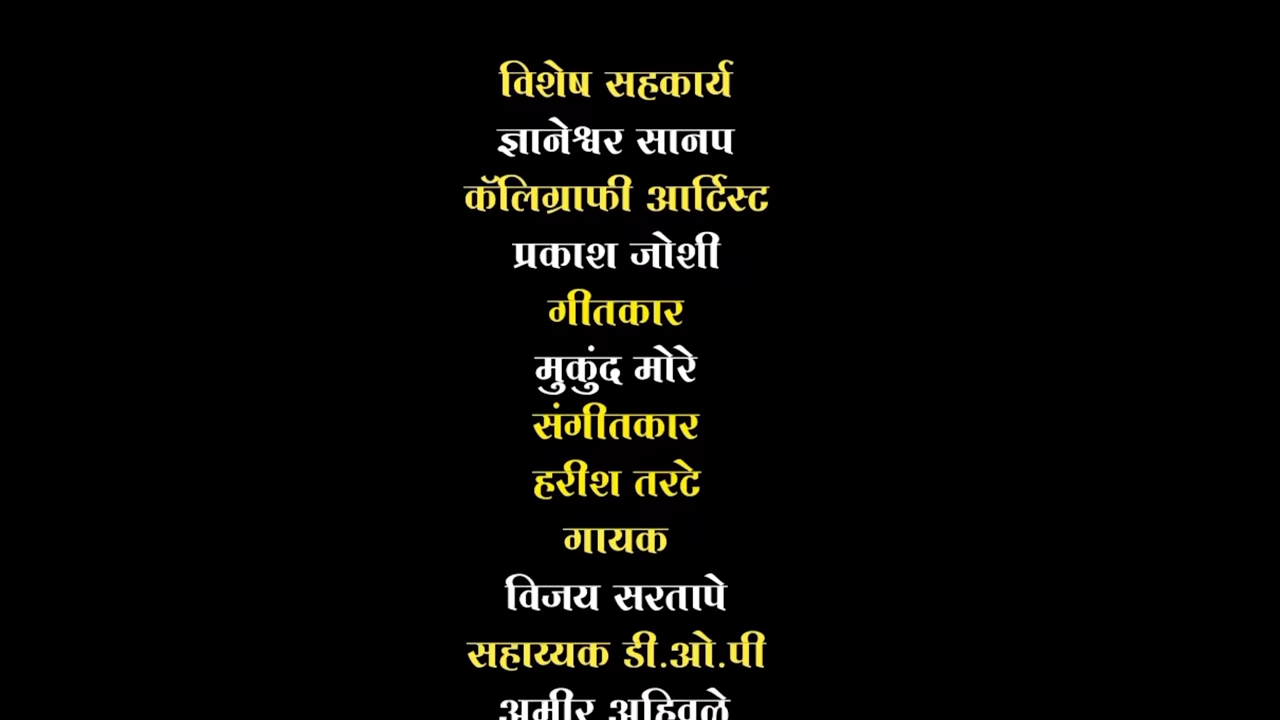 विशेष सहकार्य
ज्ञानेश्वर सानप
कॅलिग्राफी आर्टिस्ट
प्रकाश जोशी
गीतकार
मुकुंद मोरे
संगीतकार
हरीश तरटे
गायक
विजय सरतापे
सहाय्यक डी.ओ.पी
अमीर अहिवळे